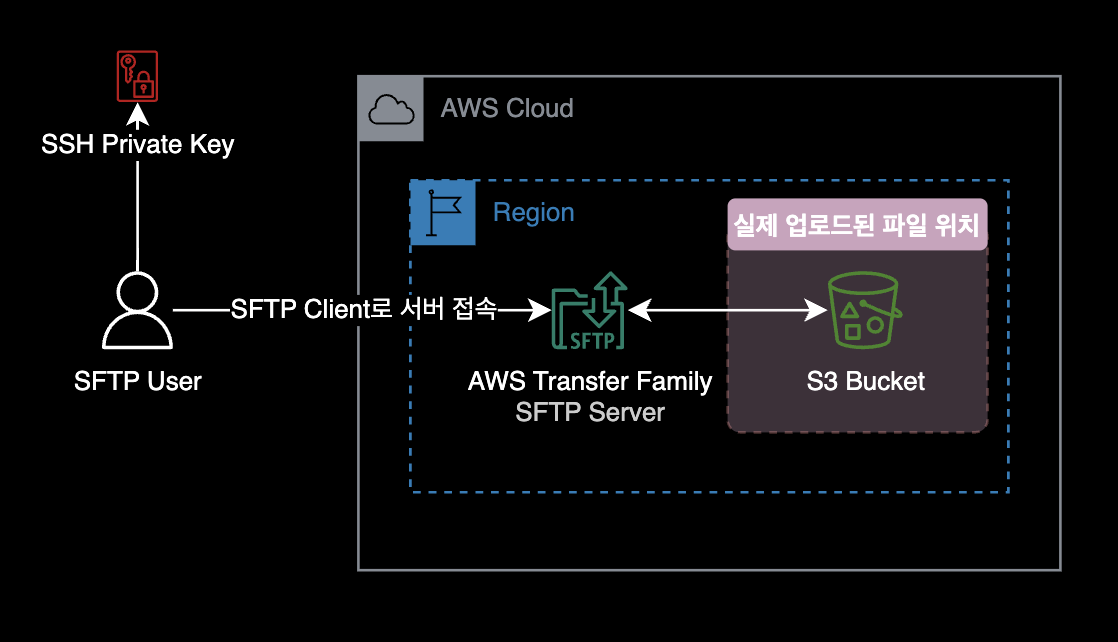 AWS Cloud
SSH Private Key
Region
실제 업로드된 파일 위치
SFTP Client로 서버 접속
SFTP
SFTP User
AWS Transfer Family
SFTP Server
S3 Bucket